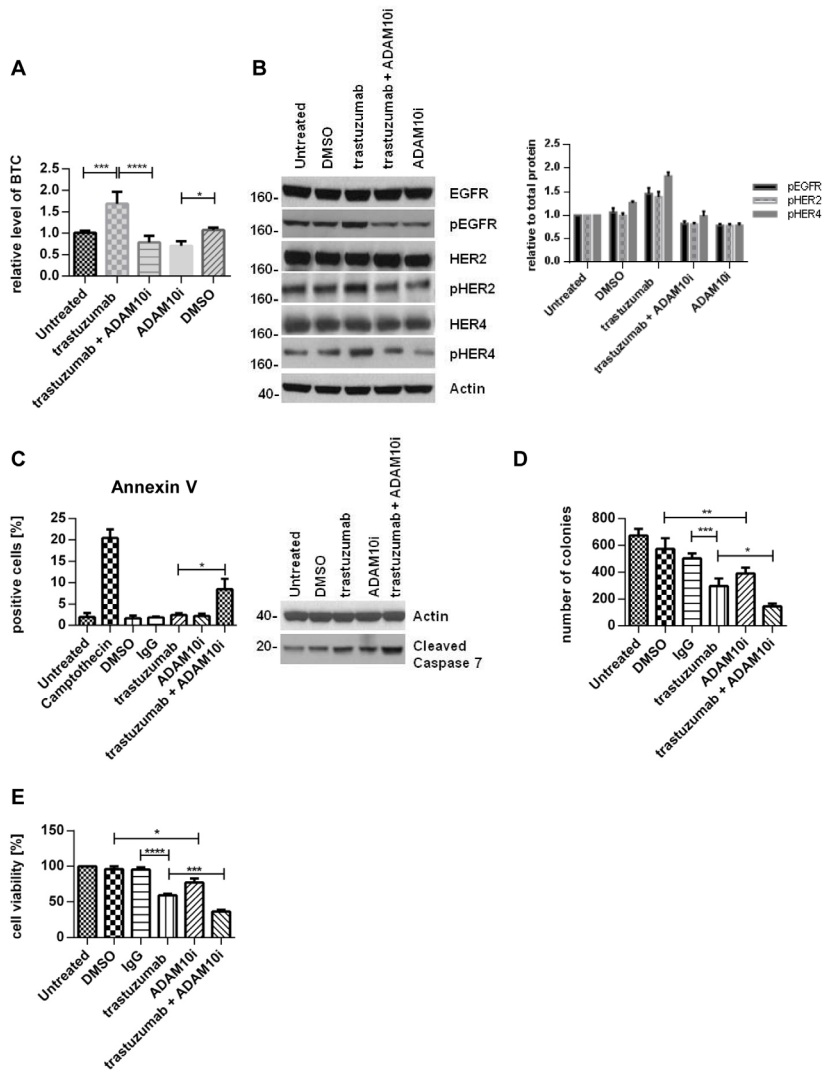 A
relative level of BTC
2.5
2.0
1.5
1.0
0.5
0.0
***
****
*
Untreated
trastuzumab
trastuzumab + ADAM10i
ADAM10i
DMSO
B
Untreated
DMSO
trastuzumab
trastuzumab + ADAM10i
ADAM10i
160-
EGFR
160-
pEGFR
160-
HER2
160-
pHER2
160-
HER4
160-
pHER4
40-
Actin
relative to total protein
2.5
2.0
1.5
1.0
0.5
0.0
Untreated
DMSO
trastuzumab
trastuzumab + ADAM10i
ADAM10i
pEGFR
pHER2
pHER4
C
Annexin V
positive cells [%]
25
20
15
10
5
0
*
Untreated
Camptothecin
DMSO
IgG
trastuzumab
ADAM10i
trastuzumab + ADAM10i
Untreated
DMSO
trastuzumab
ADAM10i
trastuzumab + ADAM10i
40-
Actin
20-
Cleaved
Caspase 7
D
number of colonies
800
600
400
200
0
**
***
*
Untreated
DMSO
IgG
trastuzumab
ADAM10i
trastuzumab + ADAM10i
E
cell viability [%]
150
100
50
0
*
****
***
Untreated
DMSO
IgG
trastuzumab
ADAM10i
trastuzumab + ADAM10i